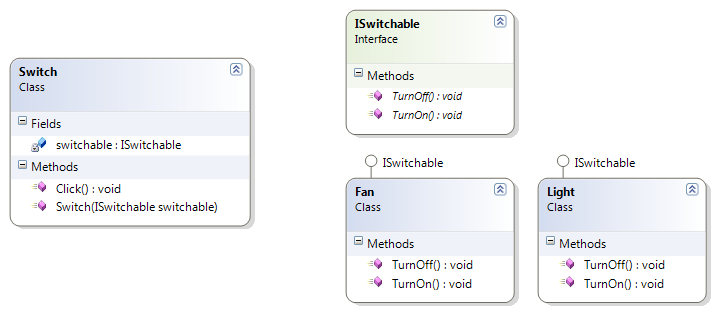 Switch
Class
Fields
switchable : ISwitchable
Methods
Click() : void
Switch(ISwitchable switchable)
ISwitchable
Interface
Methods
TurnOff() : void
TurnOn() : void
ISwitchable
Fan
Class
Methods
TurnOff() : void
TurnOn() : void
ISwitchable
Light
Class
Methods
TurnOff() : void
TurnOn() : void